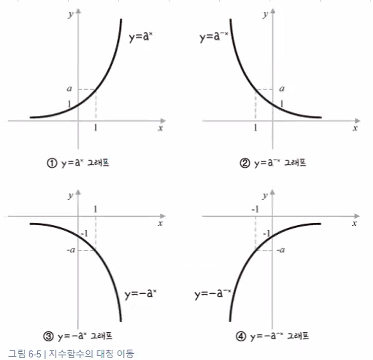 y
y=aˣ
a
1
1
x
① y=aˣ 그래프
y
y=a⁻ˣ
a
1
1
x
② y=a⁻ˣ 그래프
y
1
x
-1
-a
y=-aˣ
③ y=-aˣ 그래프
y
-1
x
-1
-a
y=-a⁻ˣ
④ y=-a⁻ˣ 그래프
그림 6-5 | 지수함수의 대칭 이동